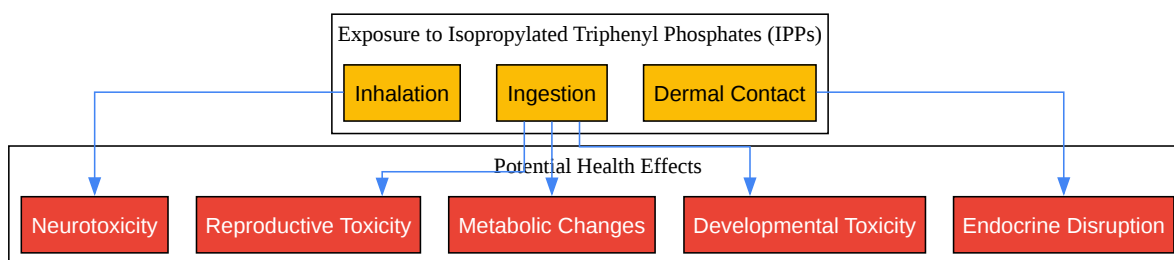 Exposure to Isopropylated Triphenyl Phosphates (IPPs)
Inhalation
Ingestion
Dermal Contact
Potential Health Effects
Neurotoxicity
Reproductive Toxicity
Metabolic Changes
Developmental Toxicity
Endocrine Disruption